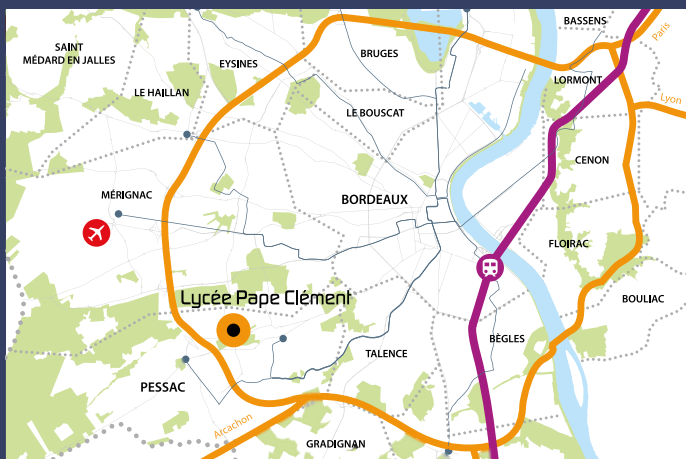 BASSENS
Paris
SAINT
MÉDARD EN JALLES
BRUGES
EYSINES
LORMONT
LE HAILLAN
Lyon
LE BOUSCAT
CENON
MÉRIGNAC
BORDEAUX
FLOIRAC
Lycée Pape Clément
BOULIAC
BÈGLES
TALENCE
PESSAC
Arcachon
GRADIGNAN